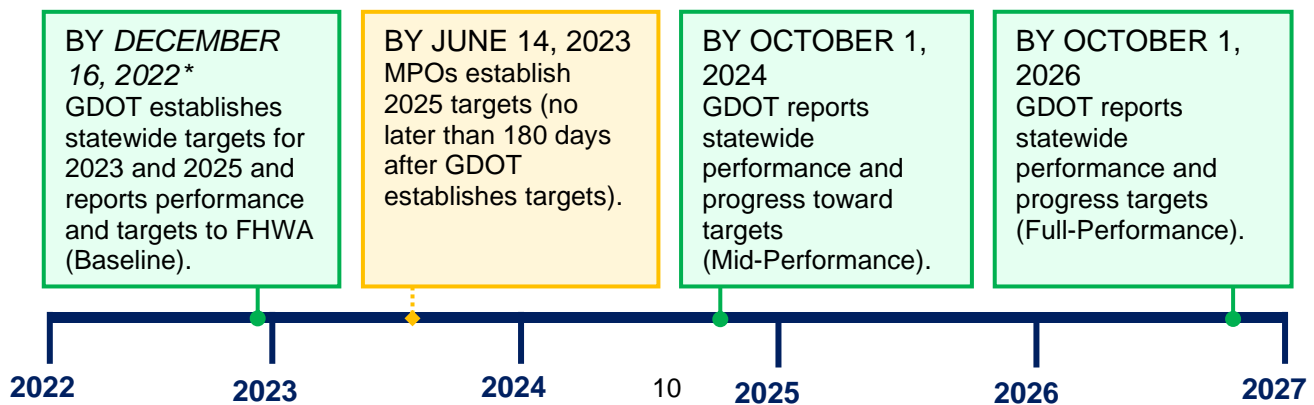 BY DECEMBER
16, 2022*
GDOT establishes
statewide targets for
2023 and 2025 and
reports performance
and targets to FHWA
(Baseline).
BY JUNE 14, 2023
MPOs establish
2025 targets (no
later than 180 days
after GDOT
establishes targets).
BY OCTOBER 1,
2024
GDOT reports
statewide
performance and
progress toward
targets
(Mid-Performance).
BY OCTOBER 1,
2026
GDOT reports
statewide
performance and
progress targets
(Full-Performance).
2022 2023 2024 10 2025 2026 2027